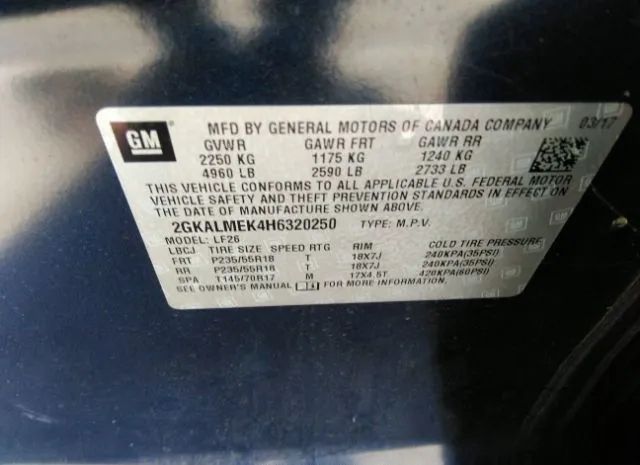 GM
MFD BY GENERAL MOTORS OF CANADA COMPANY 03/17
GVWR GAWR FRT GAWR RR
2250 KG 1175 KG 1240 KG
4960 LB 2590 LB 2733 LB
THIS VEHICLE CONFORMS TO ALL APPLICABLE U.S. FEDERAL MOTOR
VEHICLE SAFETY AND THEFT PREVENTION STANDARDS IN EFFECT ON
THE DATE OF MANUFACTURE SHOWN ABOVE.
2GKALMEK4H6320250 TYPE: M.P.V.
MODEL: LF26
LBCJ TIRE SIZE SPEED RTG RIM COLD TIRE PRESSURE
FRT P235/55R18 T 18X7J 240KPA(35PSI)
RR P235/55R18 T 18X7J 240KPA(35PSI)
SPA T145/70R17 M 17X4.5T 420KPA(60PSI)
SEE OWNER'S MANUAL FOR MORE INFORMATION.